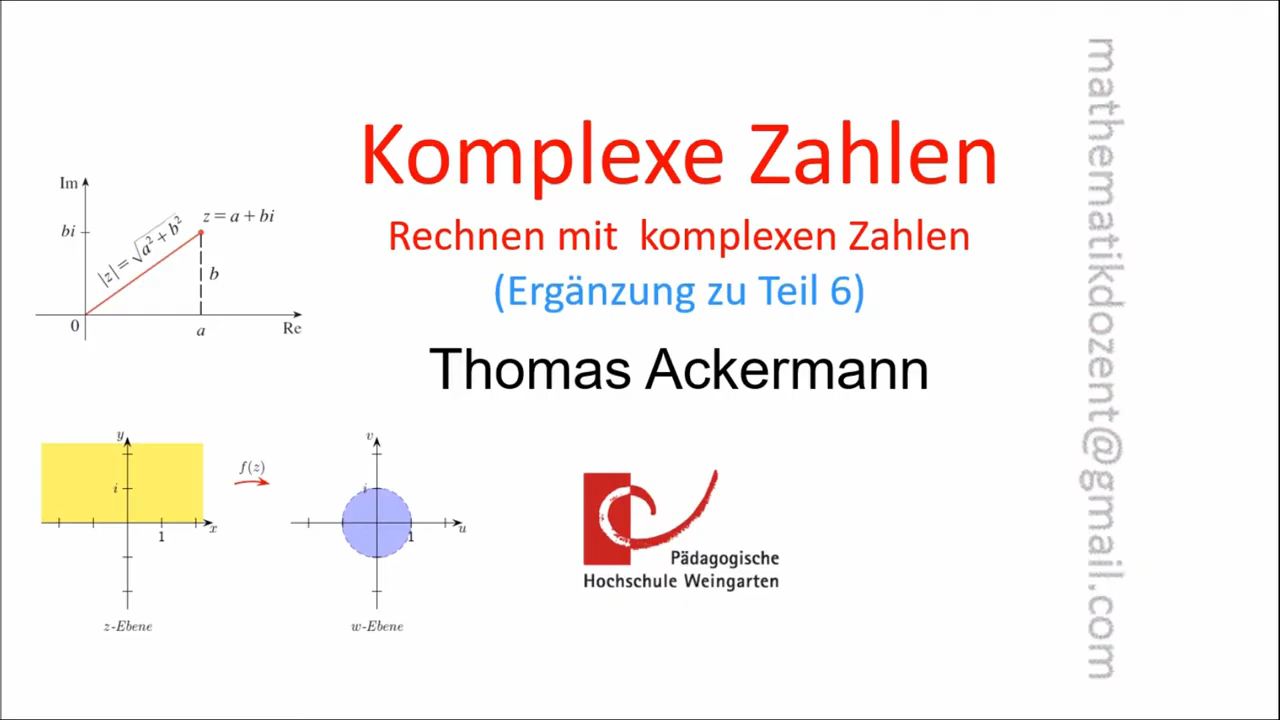 Komplexe Zahlen
Rechnen mit komplexen Zahlen
(Ergänzung zu Teil 6)
Thomas Ackermann
Im
bi
|z| = √a² + b²
z = a + bi
b
0
a
Re
y
i
1
x
z-Ebene
f(z)
v
i
1
u
w-Ebene
Pädagogische
Hochschule Weingarten
mathematikdozent@gmail.com